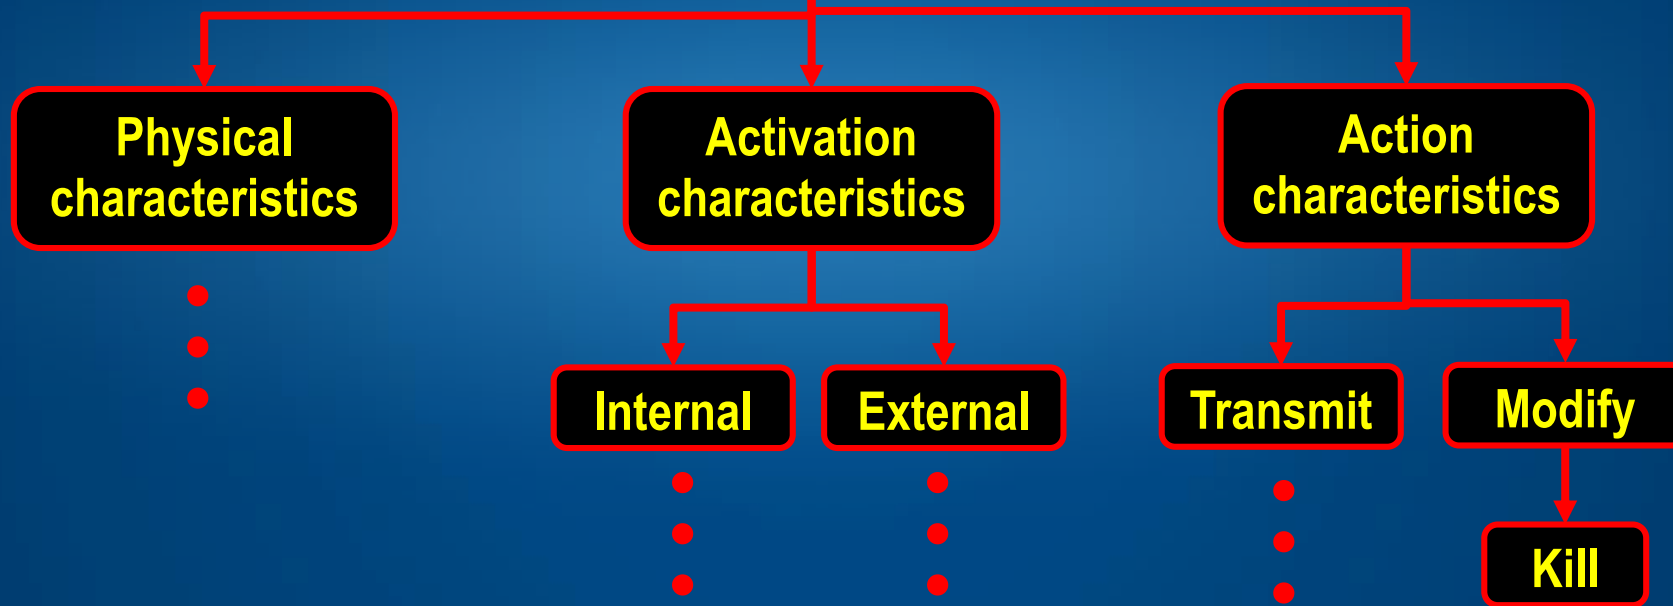 Physical
characteristics
Activation
characteristics
Action
characteristics
Internal
External
Transmit
Modify
Kill